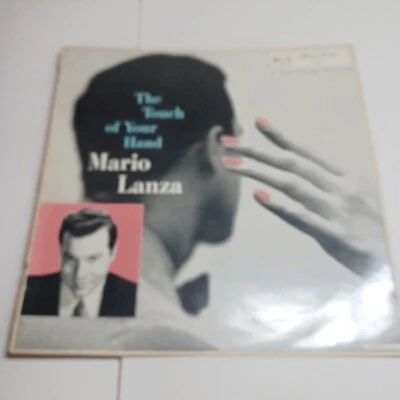 The
Touch
of Your
Hand
Mario
Lanza